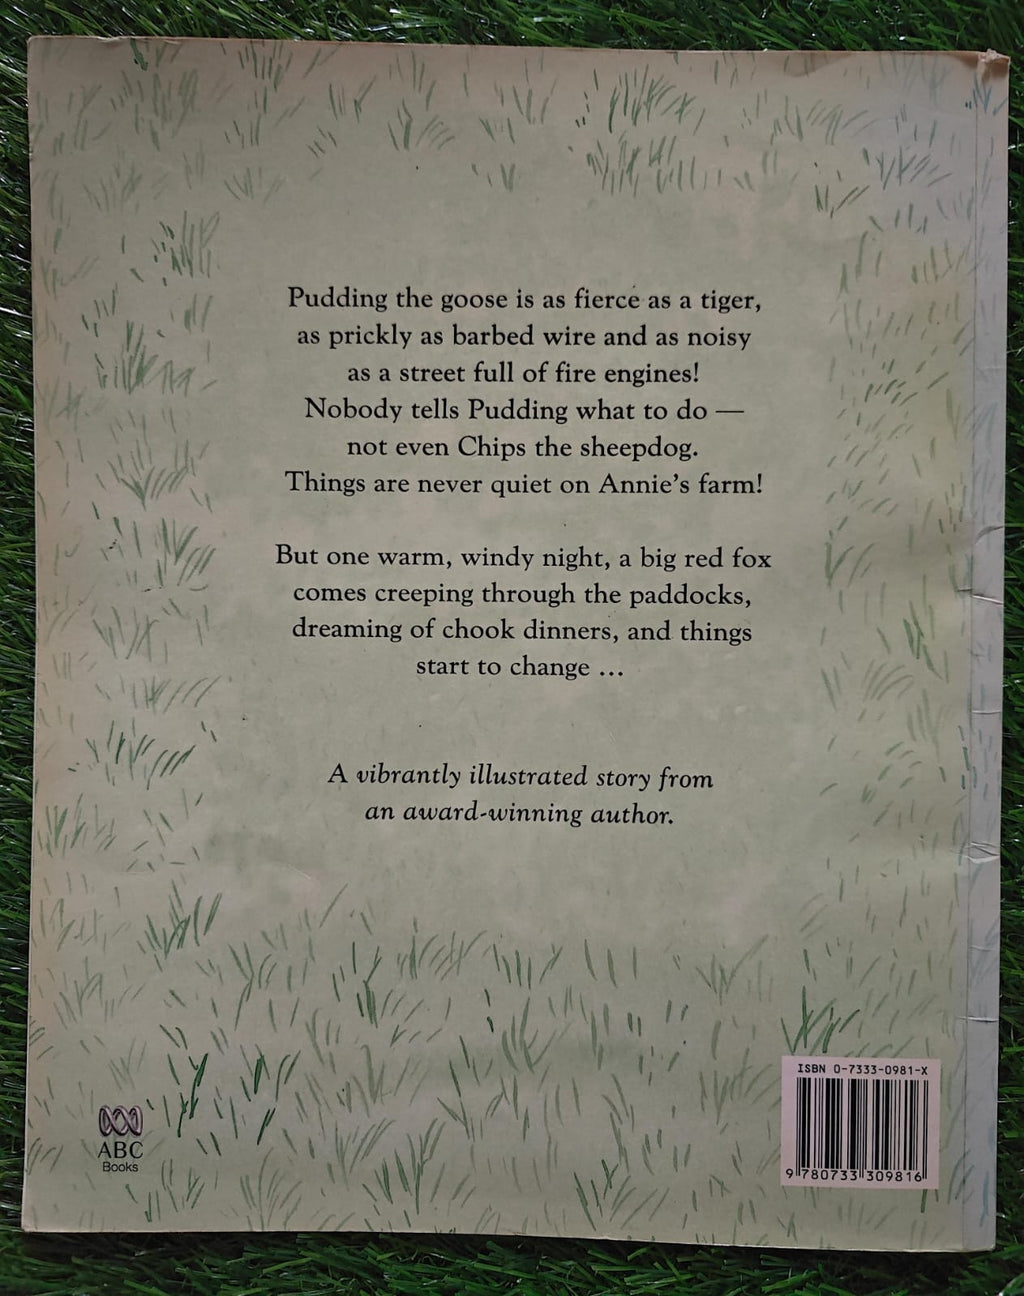 Pudding the goose is as fierce as a tiger,
as prickly as barbed wire and as noisy
as a street full of fire engines!
Nobody tells Pudding what to do —
not even Chips the sheepdog.
Things are never quiet on Annie's farm!
But one warm, windy night, a big red fox
comes creeping through the paddocks,
dreaming of chook dinners, and things
start to change ...
A vibrantly illustrated story from
an award-winning author.
ABC
Books
ISBN 0-7333-0981-X
9 780733 309816